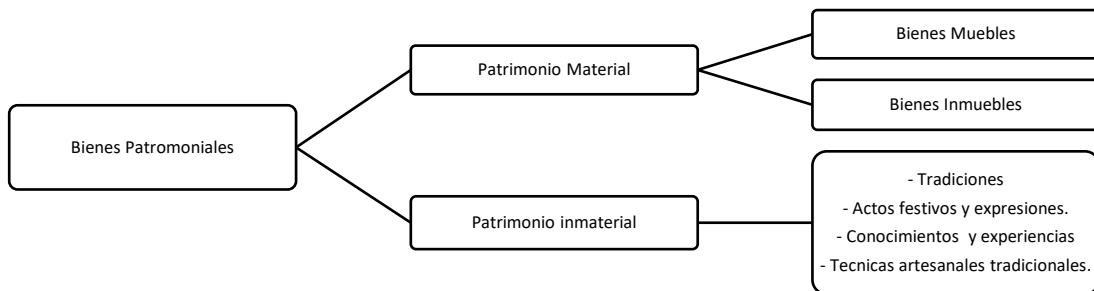 Bienes Patromoniales
Patrimonio Material
Bienes Muebles
Bienes Inmuebles
Patrimonio inmaterial
- Tradiciones
- Actos festivos y expresiones.
- Conocimientos y experiencias
- Tecnicas artesanales tradicionales.